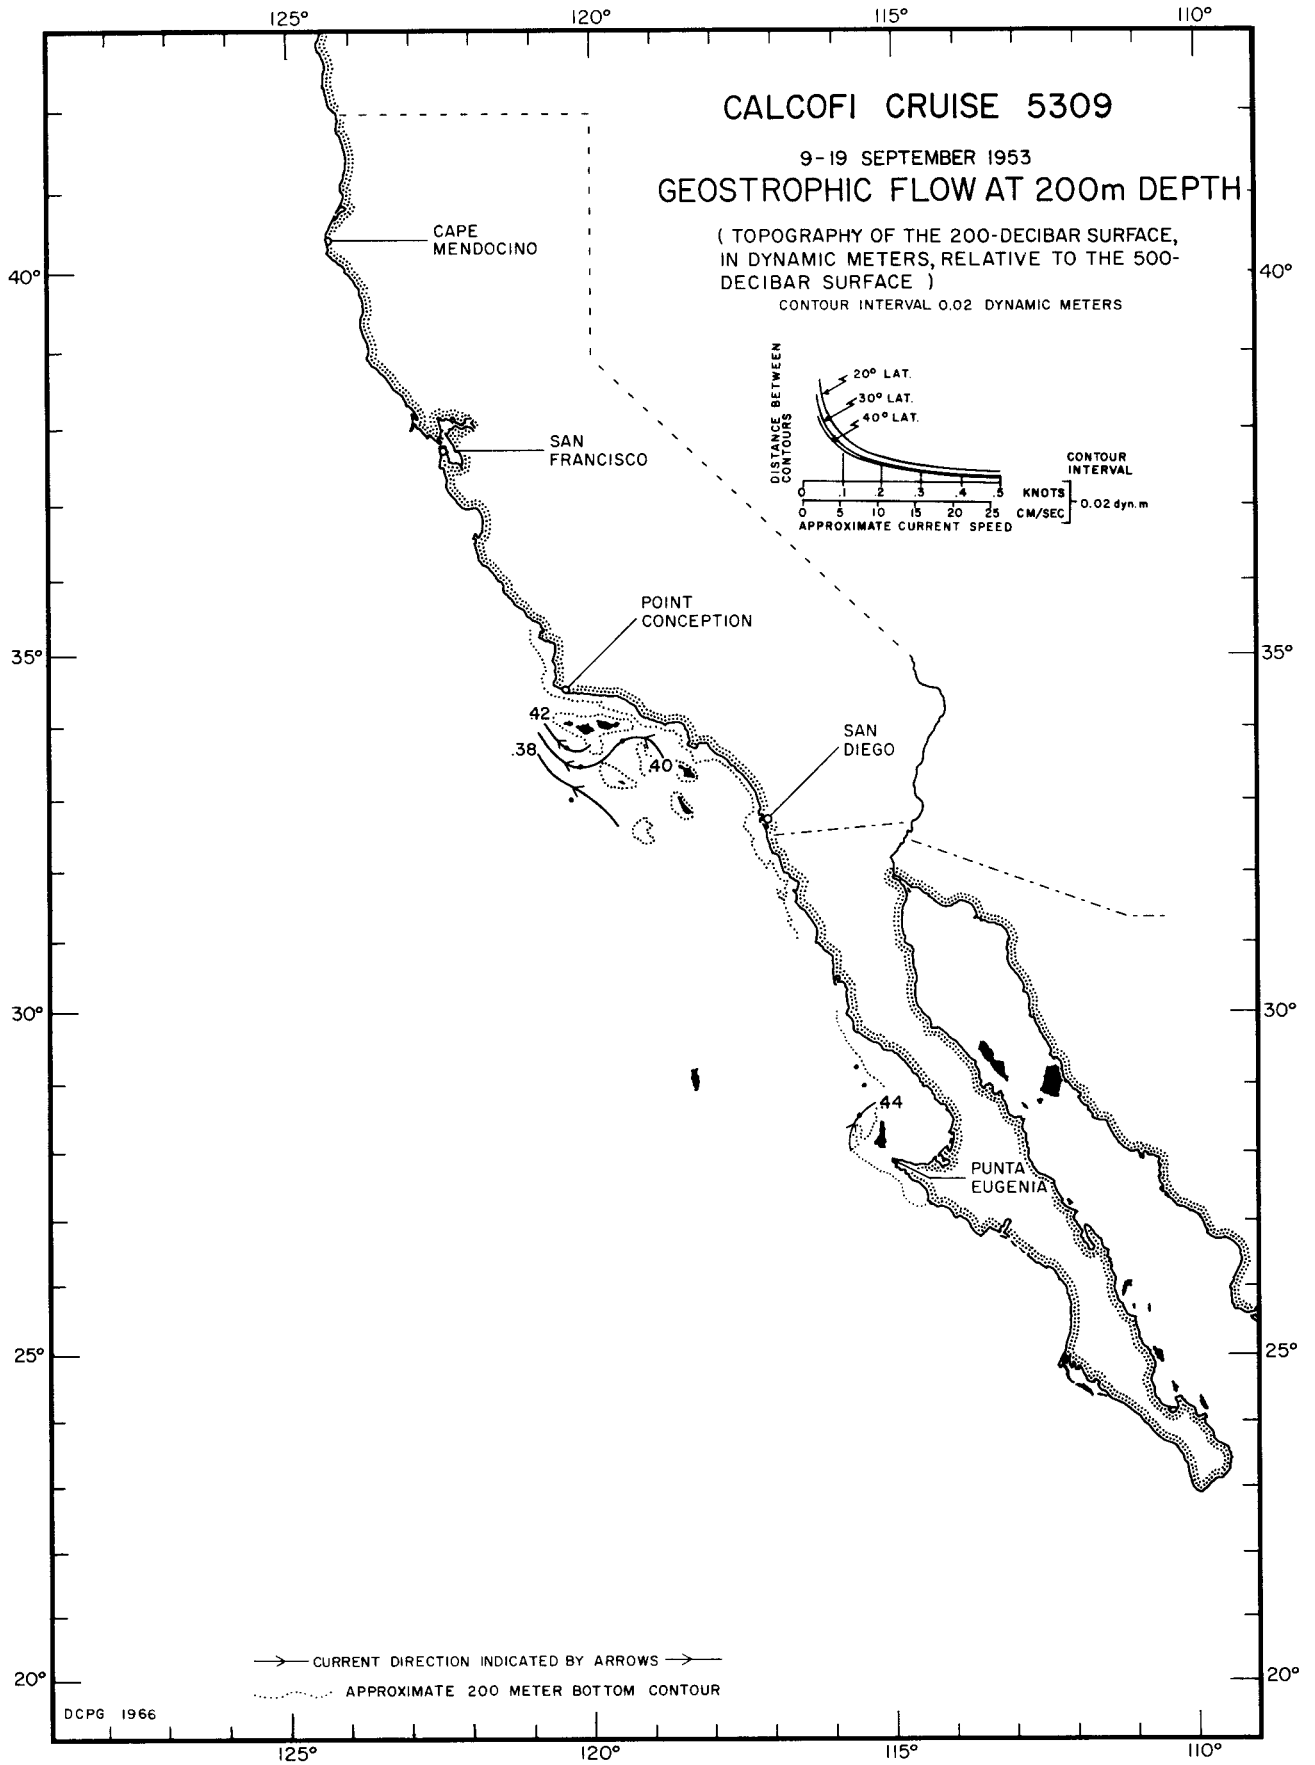 125° 120° 115° 110°
CALCOFI CRUISE 5309
9-19 SEPTEMBER 1953
GEOSTROPHIC FLOW AT 200m DEPTH
( TOPOGRAPHY OF THE 200-DECIBAR SURFACE,
IN DYNAMIC METERS, RELATIVE TO THE 500-
DECIBAR SURFACE )
CONTOUR INTERVAL 0.02 DYNAMIC METERS
CAPE
MENDOCINO
40° 40°
DISTANCE BETWEEN
CONTOURS
20° LAT.
30° LAT.
40° LAT.
CONTOUR
INTERVAL
0 .1 .2 .3 .4 .5 KNOTS
0 5 10 15 20 25 CM/SEC
0.02 dyn. m
APPROXIMATE CURRENT SPEED
SAN
FRANCISCO
POINT
CONCEPTION
35° 35°
.42
.38
.40
SAN
DIEGO
30° 30°
.44
PUNTA
EUGENIA
25° 25°
CURRENT DIRECTION INDICATED BY ARROWS
APPROXIMATE 200 METER BOTTOM CONTOUR
20° 20°
DCPG 1966
125° 120° 115° 110°